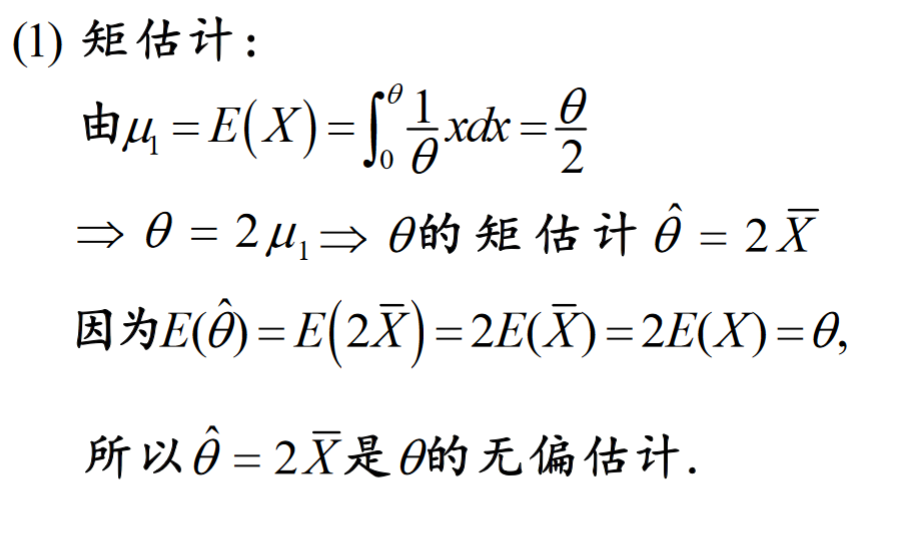 (1) 矩估计：
由μ₁ = E(X) = ∫₀^θ (1/θ) xdx = θ/2
⇒ θ = 2μ₁ ⇒ θ的矩估计 θ̂ = 2X̄
因为E(θ̂) = E(2X̄) = 2E(X̄) = 2E(X) = θ,
所以θ̂ = 2X̄是θ的无偏估计.